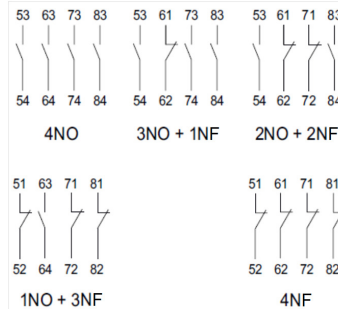 53 63 73 83 53 61 73 83 53 61 71 83
54 64 74 84 54 62 74 84 54 62 72 84
4NO 3NO + 1NF 2NO + 2NF
51 63 71 81 51 61 71 81
52 64 72 82 52 62 72 82
1NO + 3NF 4NF